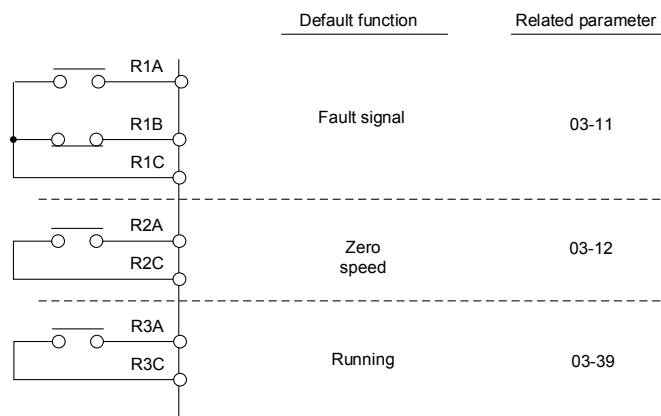 Default function
Related parameter
R1A
R1B
Fault signal
03-11
R1C
R2A
Zero
speed
03-12
R2C
R3A
Running
03-39
R3C